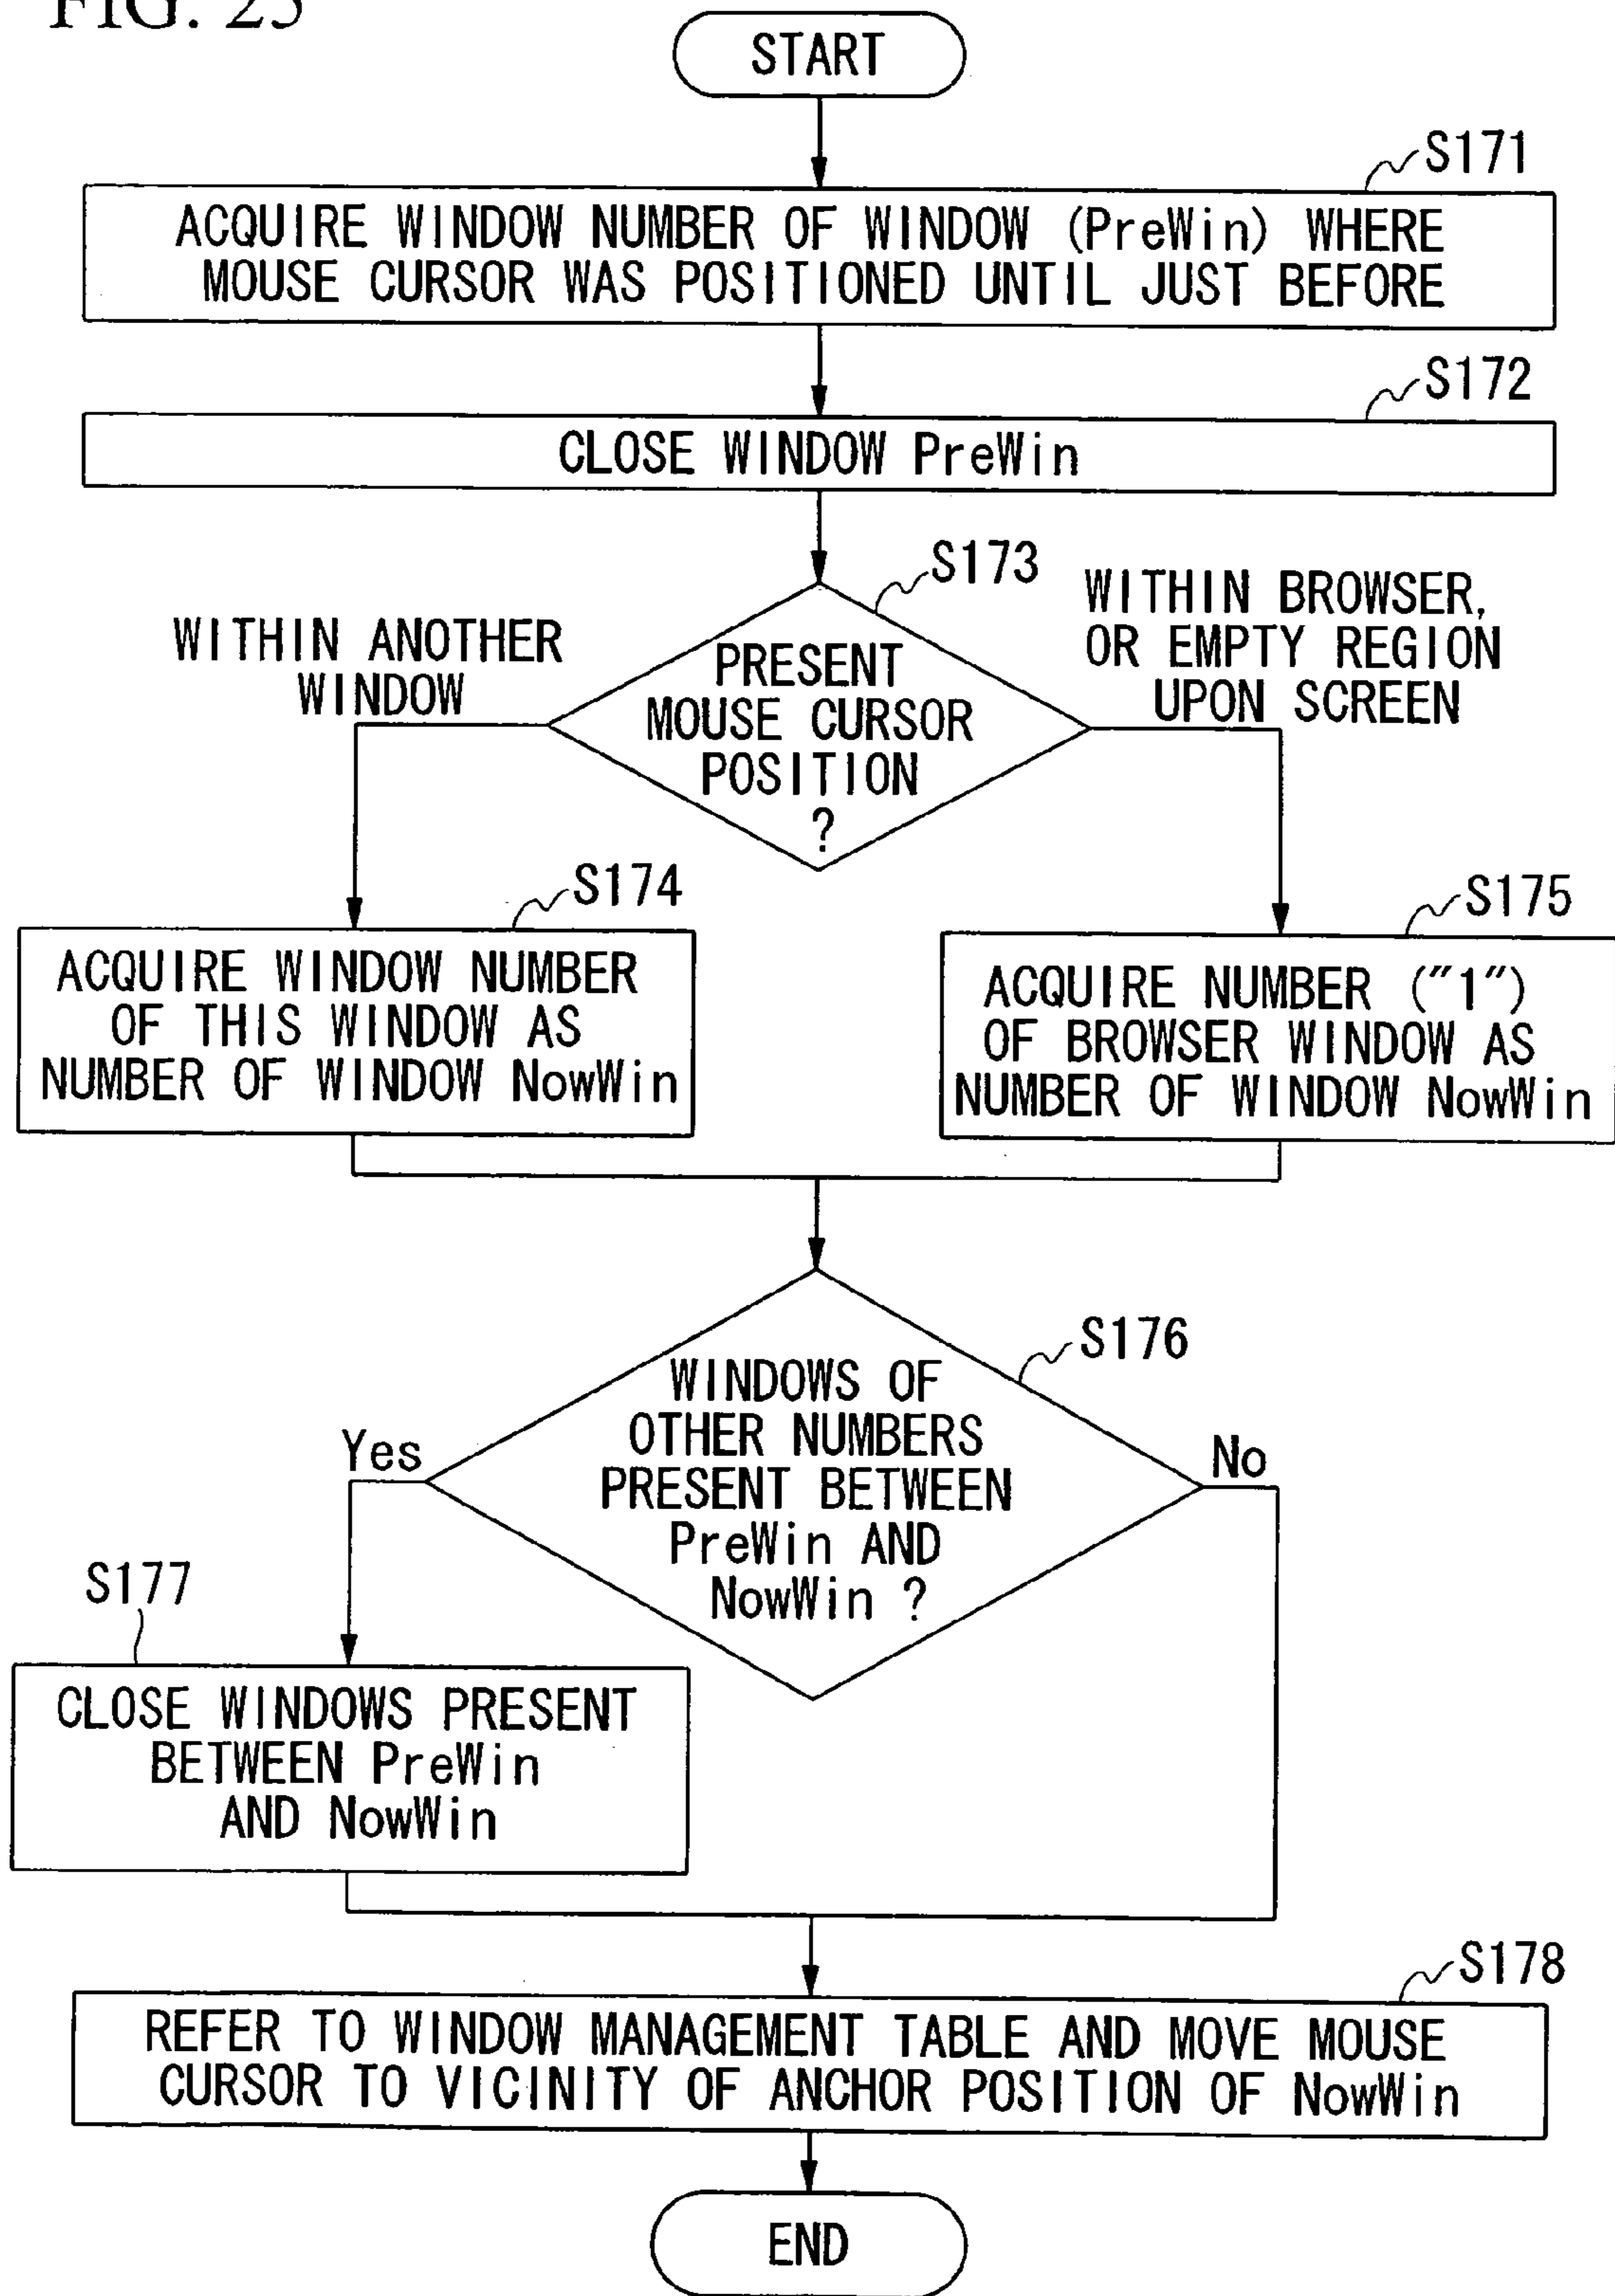 FIG. 25
START
S171
ACQUIRE WINDOW NUMBER OF WINDOW (PreWin) WHERE
MOUSE CURSOR WAS POSITIONED UNTIL JUST BEFORE
S172
CLOSE WINDOW PreWin
S173
WITHIN ANOTHER
WINDOW
PRESENT
MOUSE CURSOR
POSITION
?
WITHIN BROWSER,
OR EMPTY REGION
UPON SCREEN
S174
ACQUIRE WINDOW NUMBER
OF THIS WINDOW AS
NUMBER OF WINDOW NowWin
S175
ACQUIRE NUMBER ("1")
OF BROWSER WINDOW AS
NUMBER OF WINDOW NowWin
S176
WINDOWS OF
OTHER NUMBERS
PRESENT BETWEEN
PreWin AND
NowWin ?
Yes
No
S177
CLOSE WINDOWS PRESENT
BETWEEN PreWin
AND NowWin
S178
REFER TO WINDOW MANAGEMENT TABLE AND MOVE MOUSE
CURSOR TO VICINITY OF ANCHOR POSITION OF NowWin
END